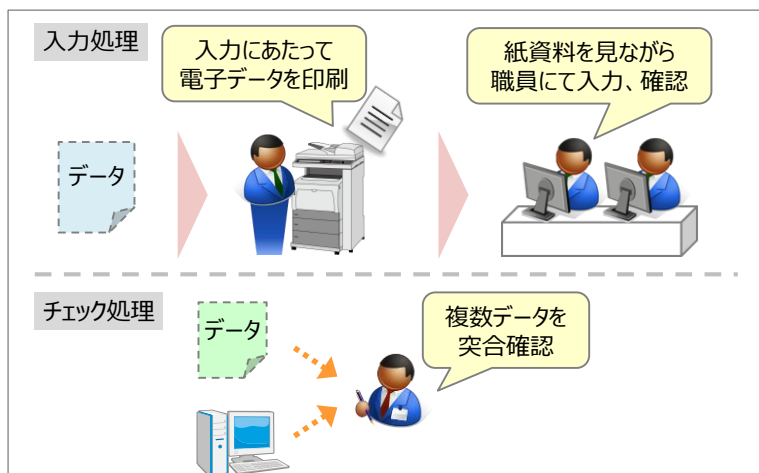 入力処理
入力にあたって
電子データを印刷
紙資料を見ながら
職員にて入力、確認
データ
チェック処理
データ
複数データを
突合確認